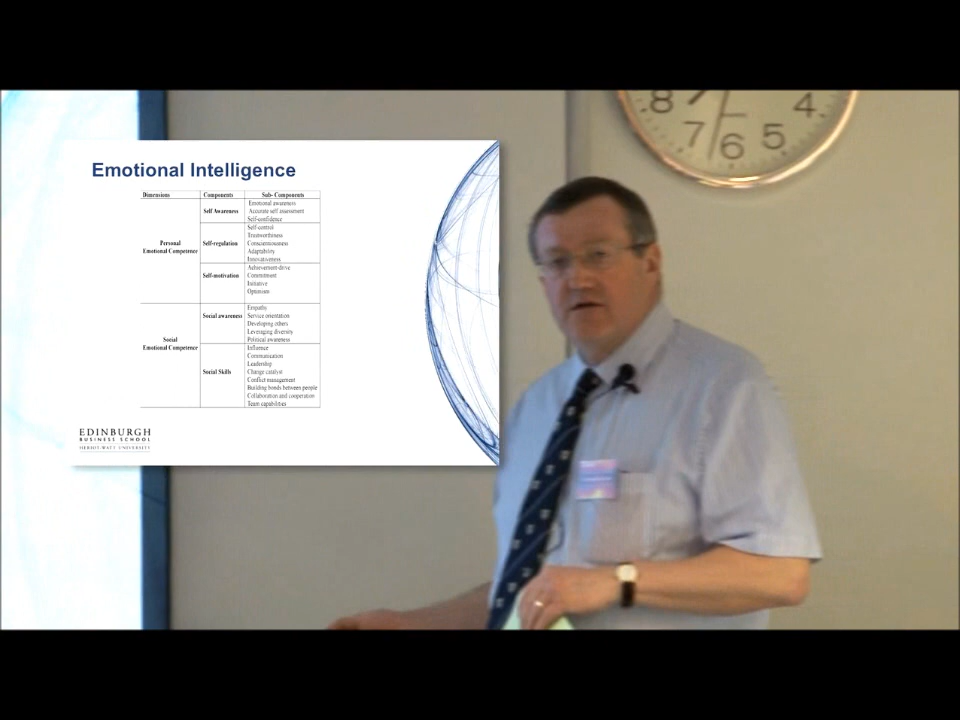 Emotional Intelligence
Dimensions Components Sub- Components
Personal
Emotional Competence
Self Awareness
Emotional awareness
Accurate self assessment
Self-confidence
Self-regulation
Self-control
Trustworthiness
Conscientiousness
Adaptability
Innovativeness
Self-motivation
Achievement drive
Commitment
Initiative
Optimism
Social
Emotional Competence
Social awareness
Empathy
Service orientation
Developing others
Leveraging diversity
Political awareness
Social Skills
Influence
Communication
Leadership
Change catalyst
Conflict management
Building bonds between people
Collaboration and cooperation
Team capabilities
EDINBURGH
BUSINESS SCHOOL
HERIOT-WATT UNIVERSITY
8 7 6 5 4